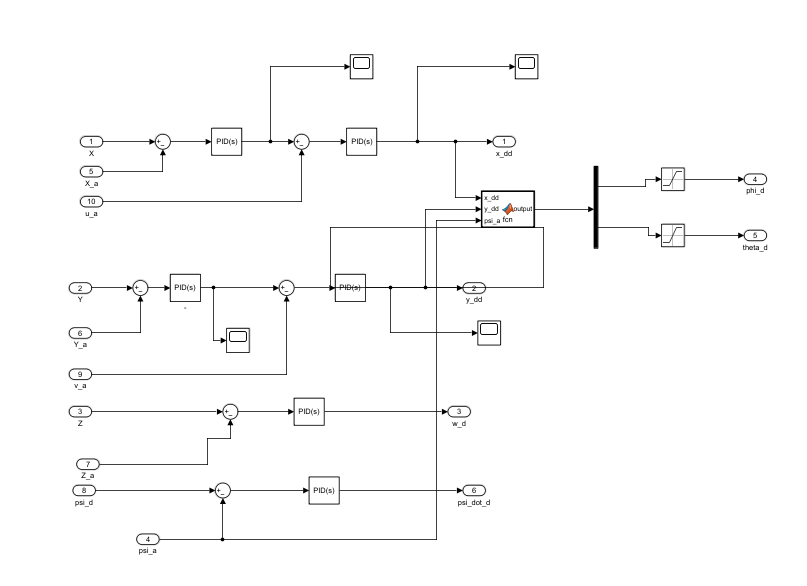 1
X
5
X_a
10
u_a
PID(s)
PID(s)
1
x_dd
x_dd
y_dd
psi_a
fcn
output
4
phi_d
5
theta_d
2
Y
6
Y_a
9
v_a
PID(s)
PID(s)
2
y_dd
3
Z
7
Z_a
PID(s)
3
w_d
8
psi_d
4
psi_a
PID(s)
6
psi_dot_d